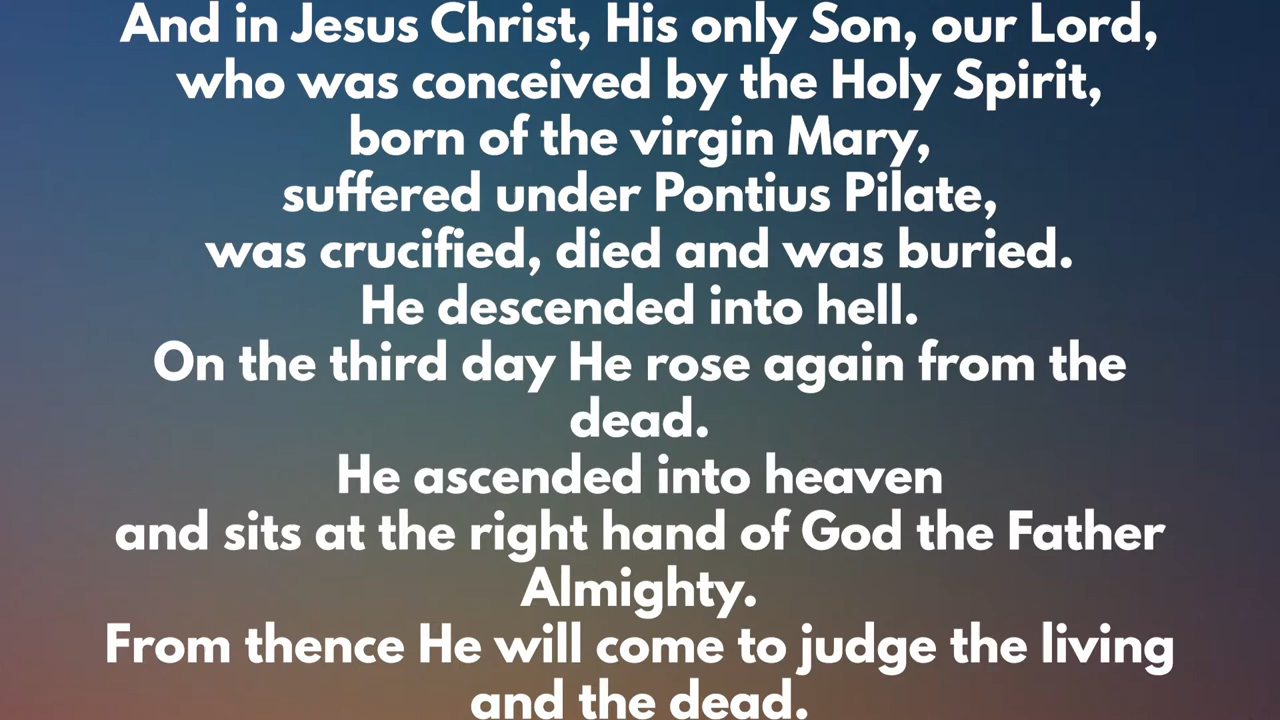 And in Jesus Christ, His only Son, our Lord,
who was conceived by the Holy Spirit,
born of the virgin Mary,
suffered under Pontius Pilate,
was crucified, died and was buried.
He descended into hell.
On the third day He rose again from the
dead.
He ascended into heaven
and sits at the right hand of God the Father
Almighty.
From thence He will come to judge the living
and the dead.